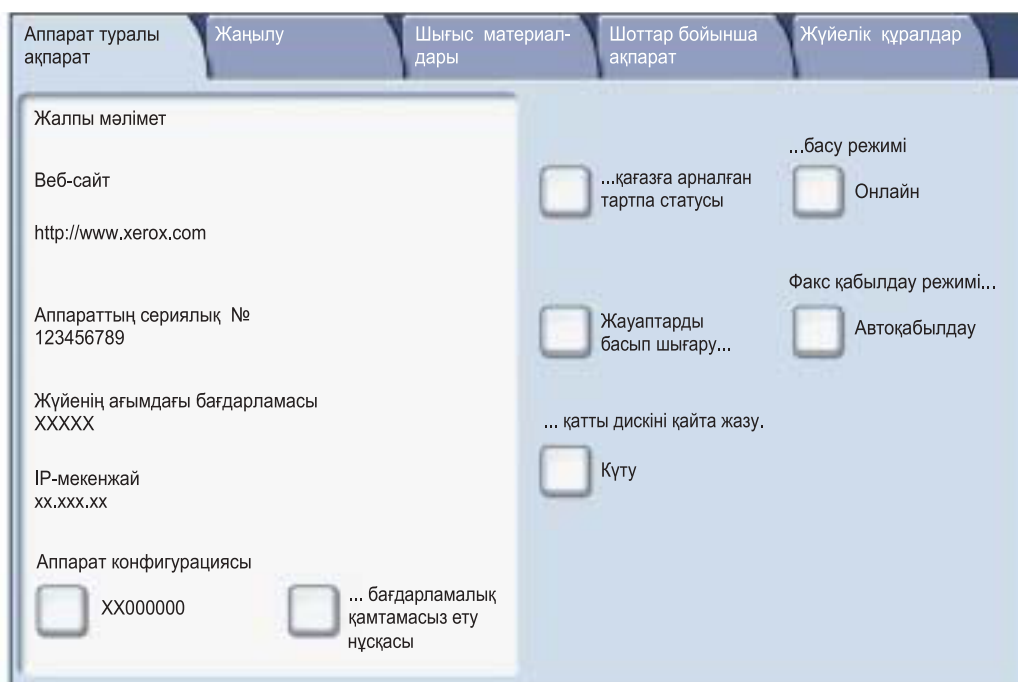 Аппарат туралы
ақпарат
Жаңылу
Шығыс материал-
дары
Шоттар бойынша
ақпарат
Жүйелік құралдар
Жалпы мәлімет
Веб-сайт
http://www.xerox.com
Аппараттың сериялық №
123456789
Жүйенің ағымдағы бағдарламасы
XXXXX
IP-мекенжай
xx.xxx.xx
Аппарат конфигурациясы
XX000000
... бағдарламалық
қамтамасыз ету
нұсқасы
...қағазға арналған
тартпа статусы
...басу режимі
Онлайн
Жауаптарды
басып шығару...
Факс қабылдау режимі...
Автоқабылдау
... қатты дискіні қайта жазу.
Күту